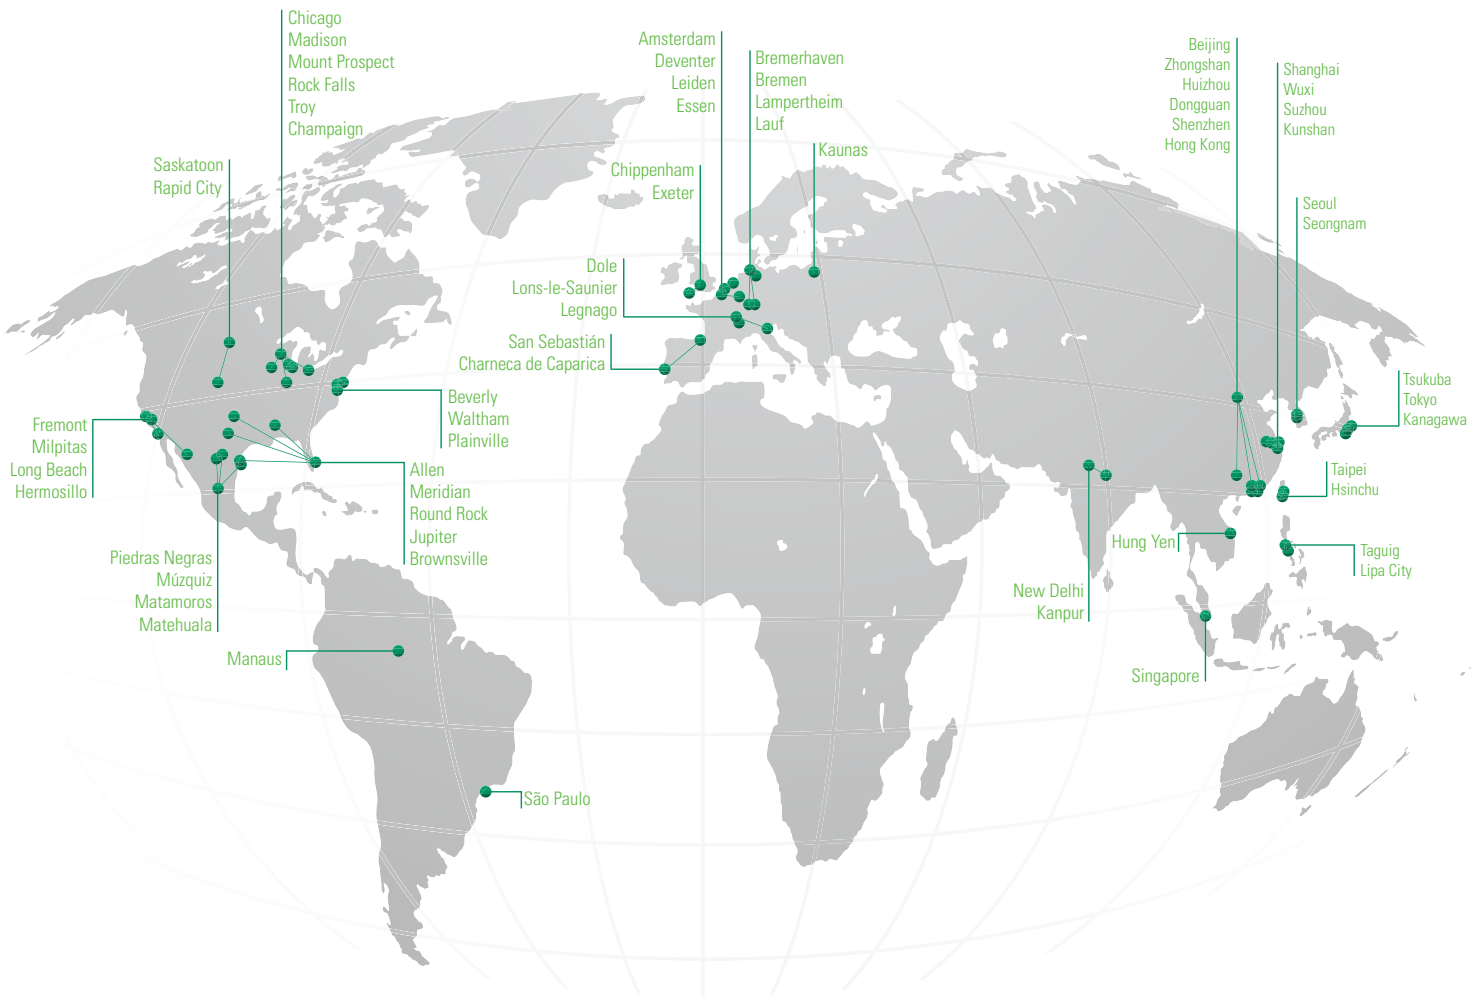 Chicago
Madison
Mount Prospect
Rock Falls
Troy
Champaign
Saskatoon
Rapid City
Amsterdam
Deventer
Leiden
Essen
Bremerhaven
Bremen
Lampertheim
Lauf
Kaunas
Chippenham
Exeter
Dole
Lons-le-Saunier
Legnago
San Sebastián
Charneca de Caparica
Beijing
Zhongshan
Huizhou
Dongguan
Shenzhen
Hong Kong
Shanghai
Wuxi
Suzhou
Kunshan
Seoul
Seongnam
Tsukuba
Tokyo
Kanagawa
Taipei
Hsinchu
Taguig
Lipa City
Hung Yen
New Delhi
Kanpur
Singapore
Fremont
Milpitas
Long Beach
Hermosillo
Beverly
Waltham
Plainville
Allen
Meridian
Round Rock
Jupiter
Brownsville
Piedras Negras
Múzquiz
Matamoros
Matehuala
Manaus
São Paulo